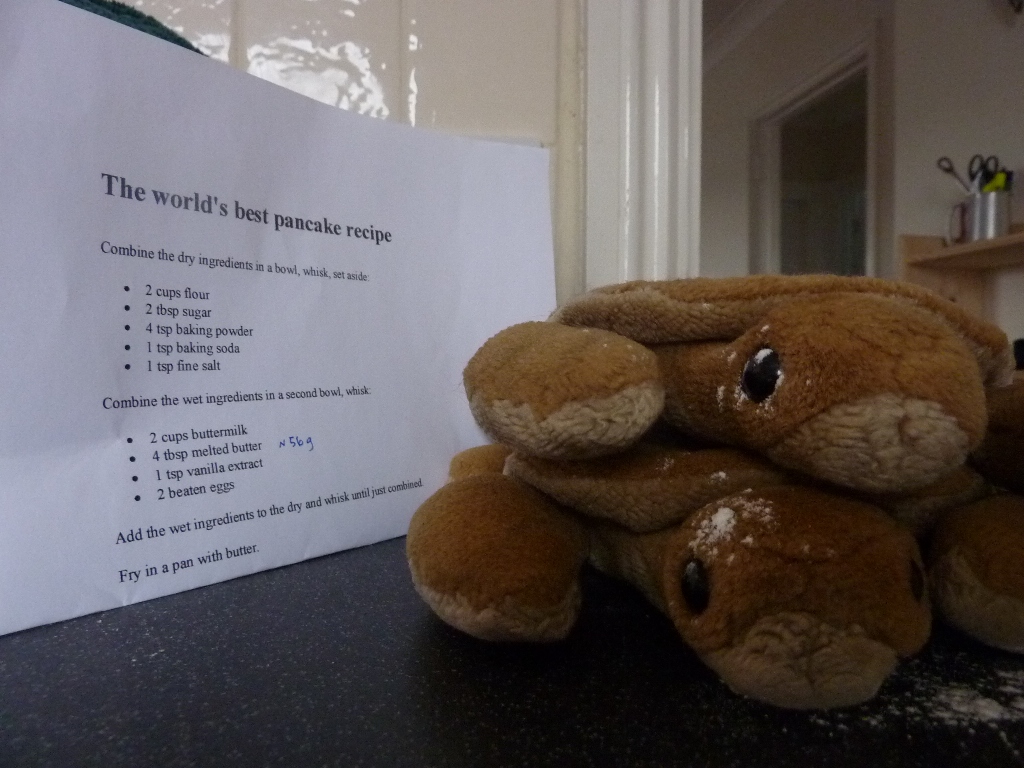 The world's best pancake recipe
Combine the dry ingredients in a bowl, whisk, set aside:
• 2 cups flour
• 2 tbsp sugar
• 4 tsp baking powder
• 1 tsp baking soda
• 1 tsp fine salt
Combine the wet ingredients in a second bowl, whisk:
• 2 cups buttermilk
• 4 tbsp melted butter ~56g
• 1 tsp vanilla extract
• 2 beaten eggs
Add the wet ingredients to the dry and whisk until just combined.
Fry in a pan with butter.